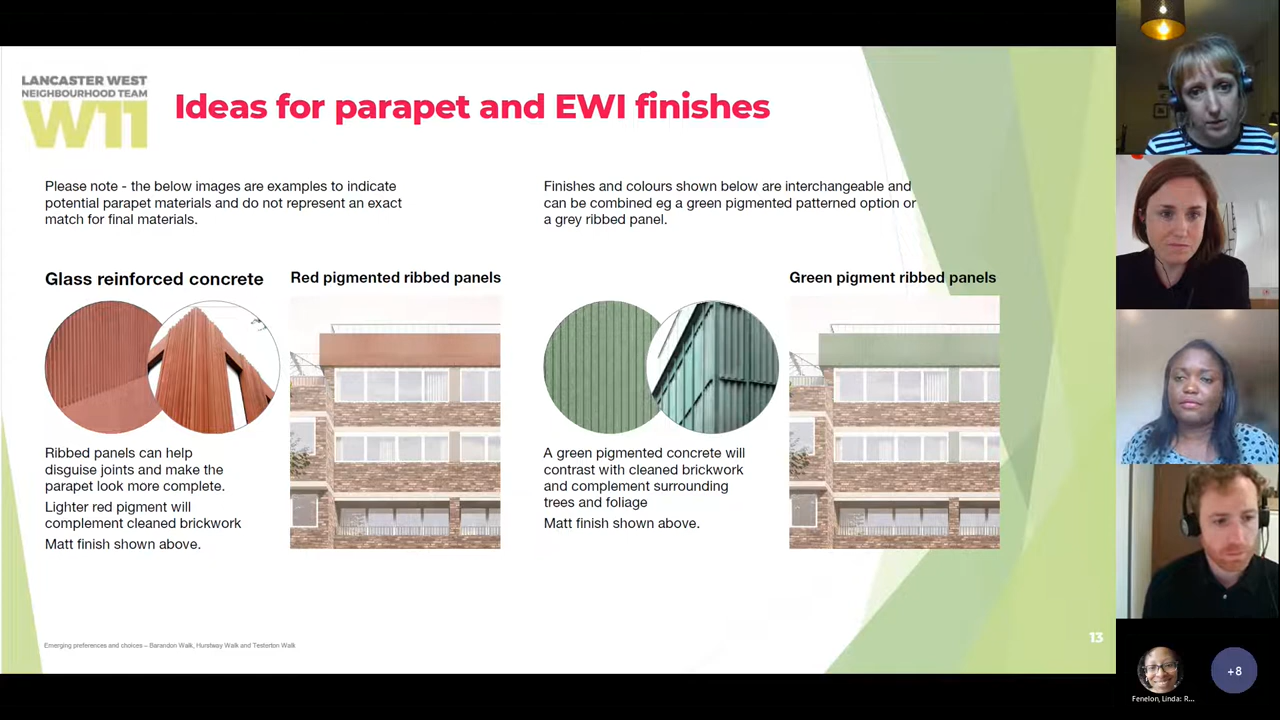 LANCASTER WEST
NEIGHBOURHOOD TEAM
W11
Ideas for parapet and EWI finishes
Please note - the below images are examples to indicate
potential parapet materials and do not represent an exact
match for final materials.
Finishes and colours shown below are interchangeable and
can be combined eg a green pigmented patterned option or
a grey ribbed panel.
Glass reinforced concrete
Red pigmented ribbed panels
Ribbed panels can help
disguise joints and make the
parapet look more complete.
Lighter red pigment will
complement cleaned brickwork
Matt finish shown above.
Green pigment ribbed panels
A green pigmented concrete will
contrast with cleaned brickwork
and complement surrounding
trees and foliage
Matt finish shown above.
Emerging preferences and choices – Barandon Walk, Hurstway Walk and Testerton Walk
13
+8
Fenelon, Linda: R...